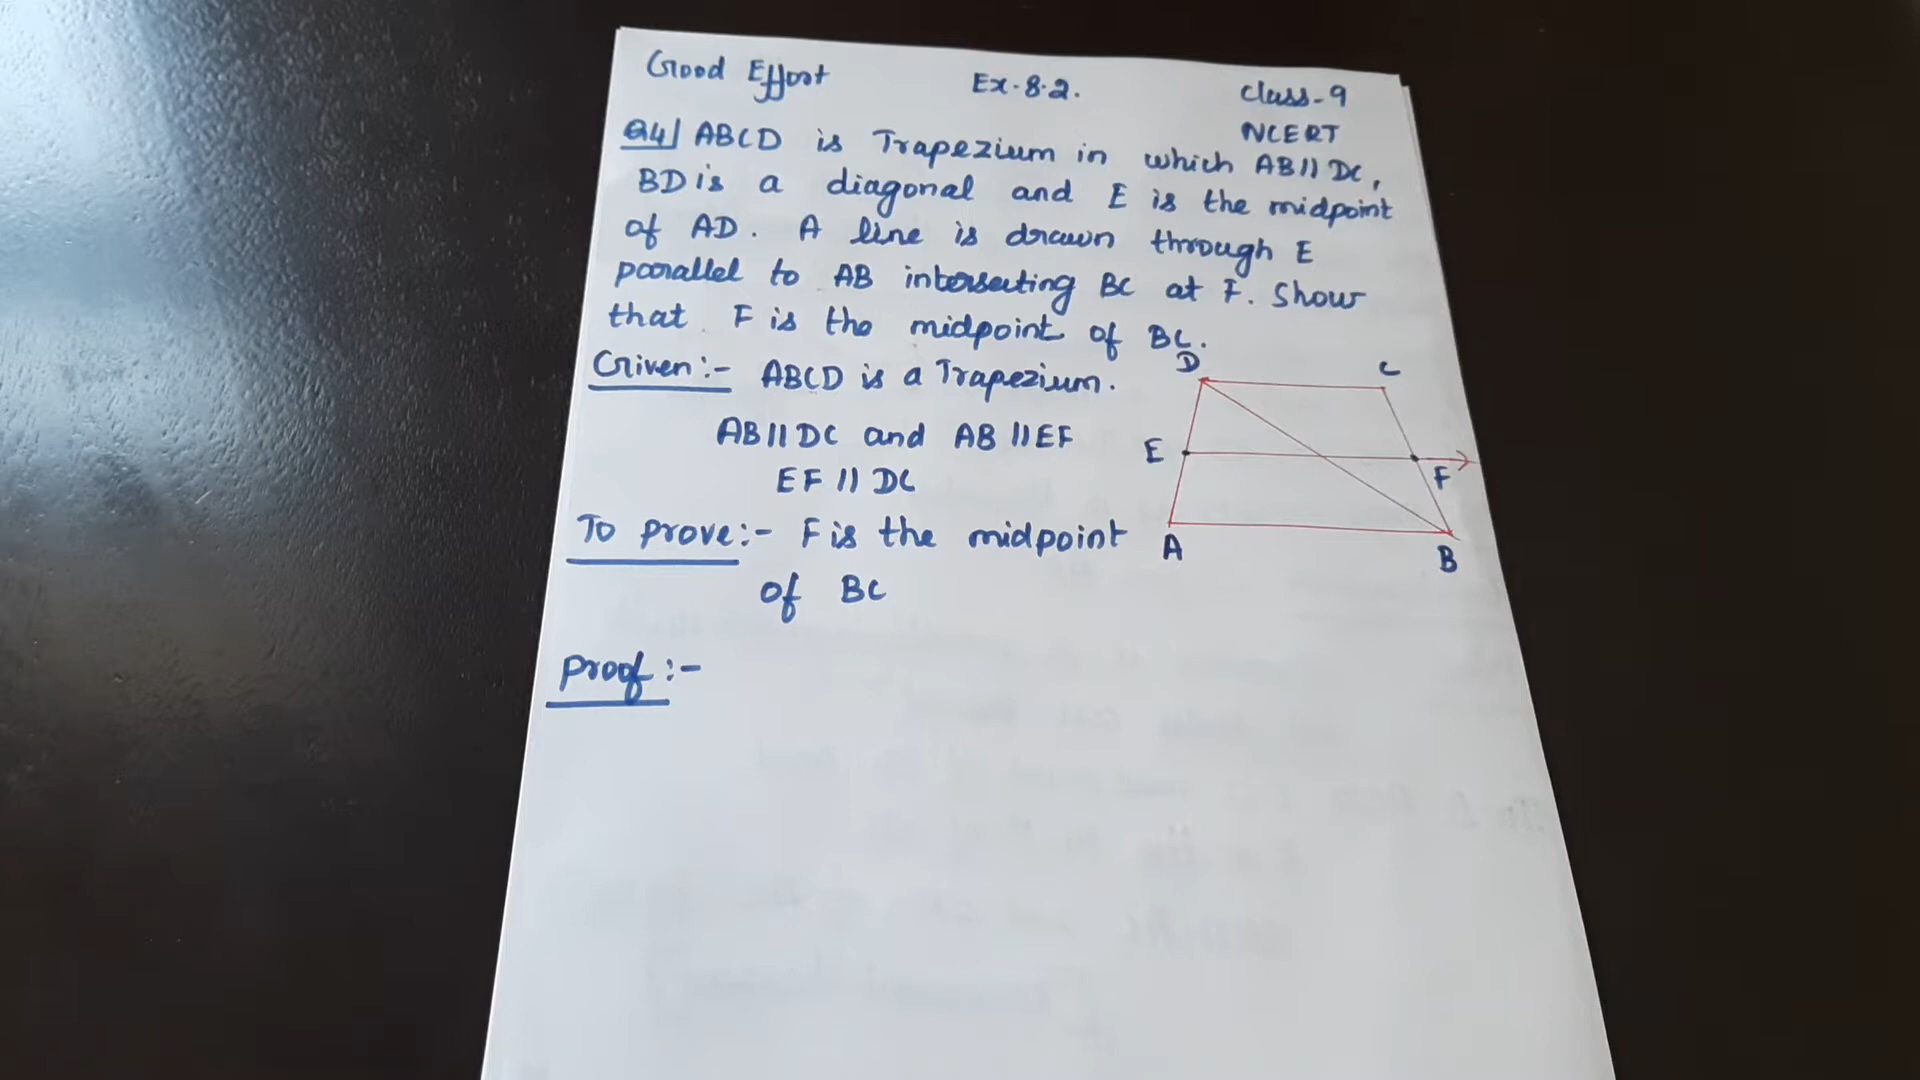 Good Effort Ex.8.2. Class-9
NCERT
Q4/ ABCD is Trapezium in which AB || DC,
BD is a diagonal and E is the midpoint
of AD. A line is drawn through E
parallel to AB intersecting BC at F. Show
that F is the midpoint of BC.
Given :- ABCD is a Trapezium.
AB || DC and AB || EF
EF || DC
To prove :- F is the midpoint
of BC
Proof :-
D C
E F
A B